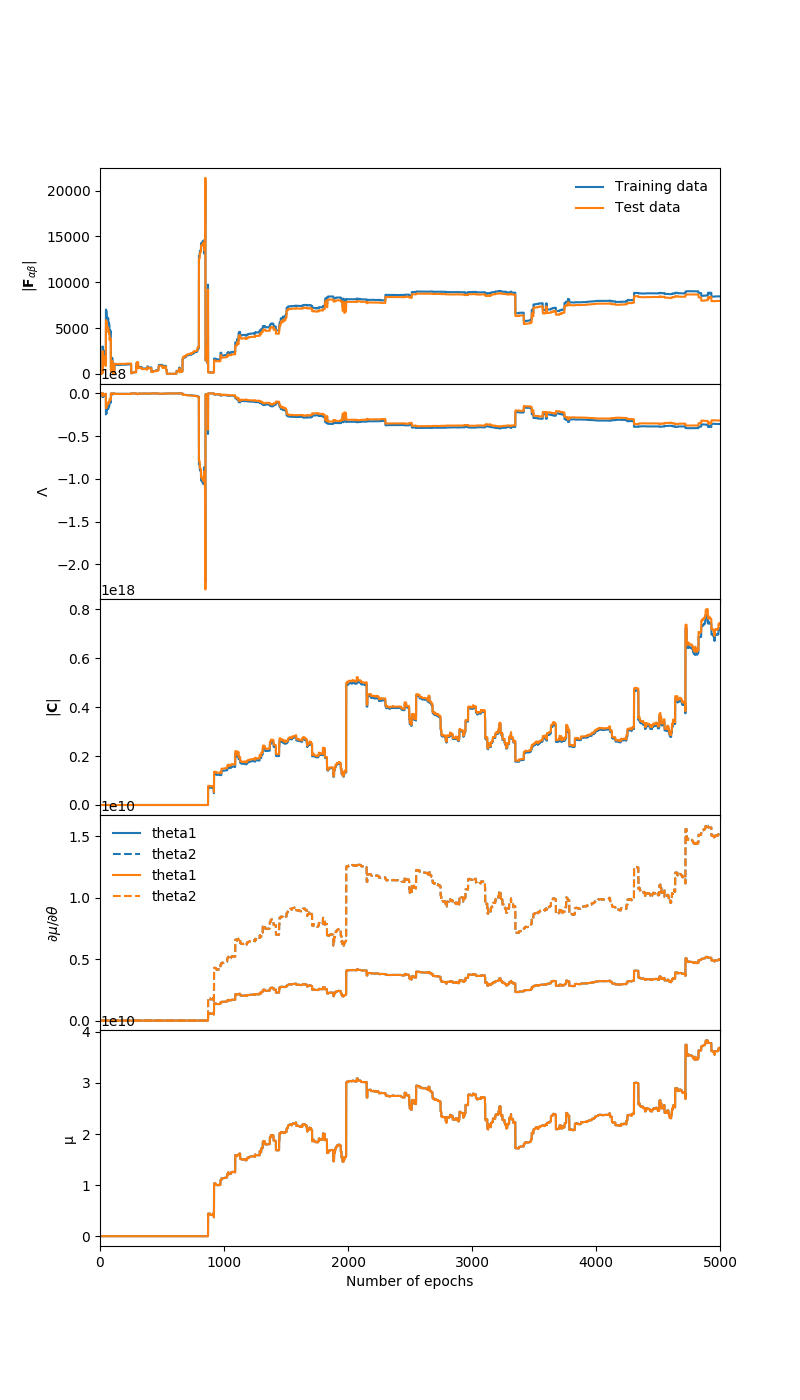 20000
15000
10000
5000
0
|F_αβ|
Training data
Test data
1e8
0.0
−0.5
−1.0
−1.5
−2.0
Λ
1e18
0.8
0.6
0.4
0.2
0.0
|C|
1e10
1.5
1.0
0.5
0.0
∂μ/∂θ
theta1
theta2
theta1
theta2
1e10
4
3
2
1
0
μ
0 1000 2000 3000 4000 5000
Number of epochs